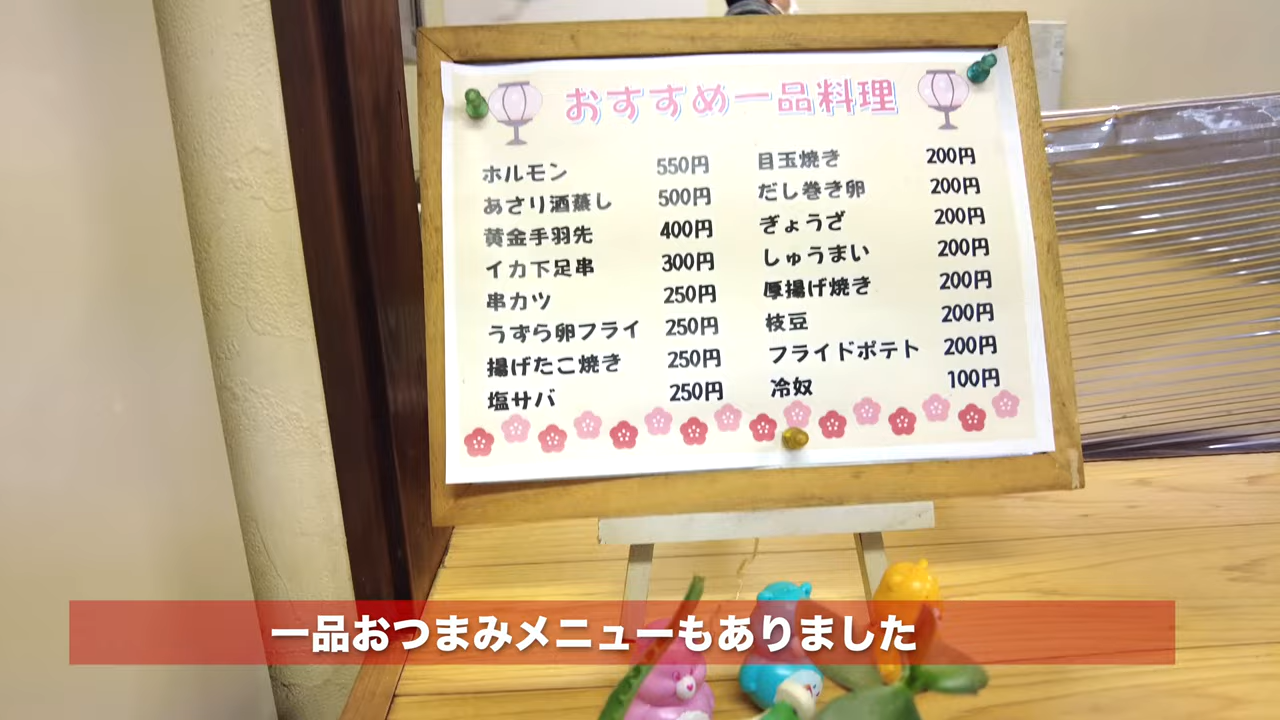 おすすめ一品料理
ホルモン 550円
あさり酒蒸し 500円
黄金手羽先 400円
イカ下足串 300円
串カツ 250円
うずら卵フライ 250円
揚げたこ焼き 250円
塩サバ 250円
目玉焼き 200円
だし巻き卵 200円
ぎょうざ 200円
しゅうまい 200円
厚揚げ焼き 200円
枝豆 200円
フライドポテト 200円
冷奴 100円
一品おつまみメニューもありました